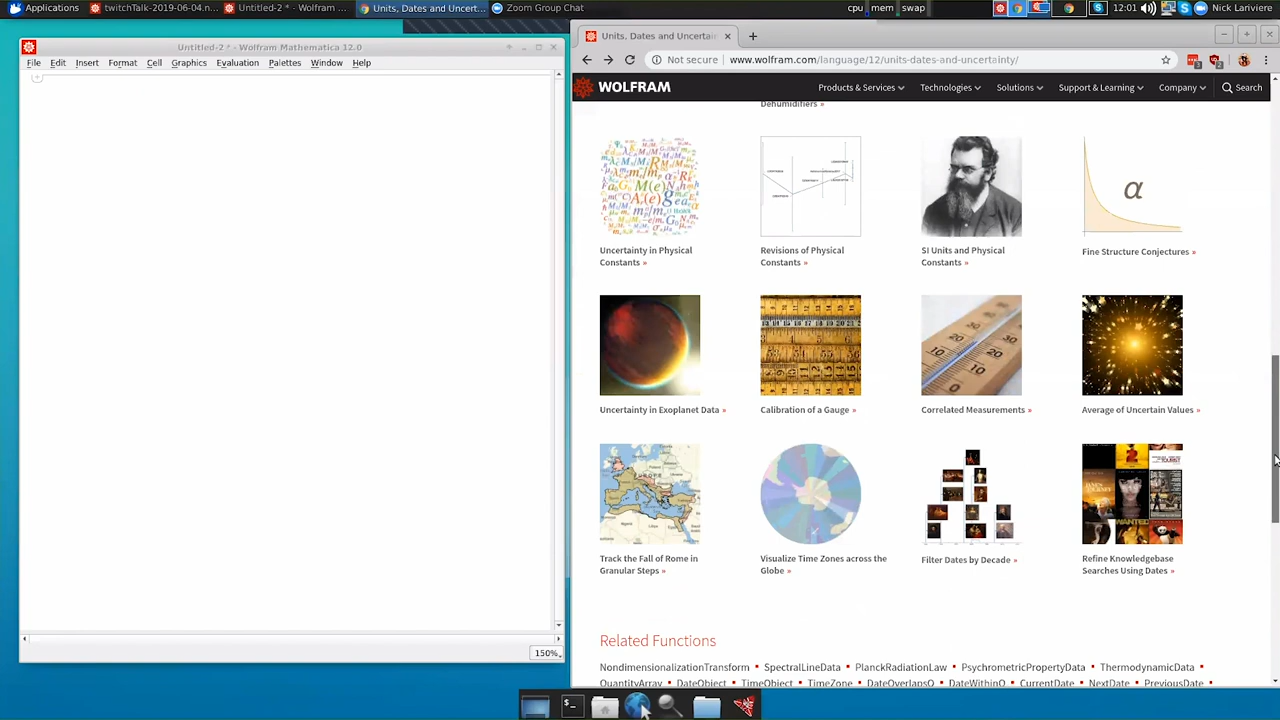 Applications
twitchTalk-2019-06-04.n...
Untitled-2 * - Wolfram ...
Units, Dates and Uncert...
Zoom Group Chat
cpu mem swap
12:01
Nick Lariviere
Untitled-2 * - Wolfram Mathematica 12.0
File Edit Insert Format Cell Graphics Evaluation Palettes Window Help
150%
Units, Dates and Uncertai
Not secure www.wolfram.com/language/12/units-dates-and-uncertainty/
WOLFRAM
Products & Services Technologies Solutions Support & Learning Company Search
Dehumidifiers »
α
Uncertainty in Physical
Constants »
Revisions of Physical
Constants »
SI Units and Physical
Constants »
Fine Structure Conjectures »
Uncertainty in Exoplanet Data »
Calibration of a Gauge »
Correlated Measurements »
Average of Uncertain Values »
Track the Fall of Rome in
Granular Steps »
Visualize Time Zones across the
Globe »
Filter Dates by Decade »
Refine Knowledgebase
Searches Using Dates »
Related Functions
NondimensionalizationTransform ▪ SpectralLineData ▪ PlanckRadiationLaw ▪ PsychrometricPropertyData ▪ ThermodynamicData ▪
QuantityArray ▪ DateObject ▪ TimeObject ▪ TimeZone ▪ DateOverlapsQ ▪ DateWithinQ ▪ CurrentDate ▪ NextDate ▪ PreviousDate ▪